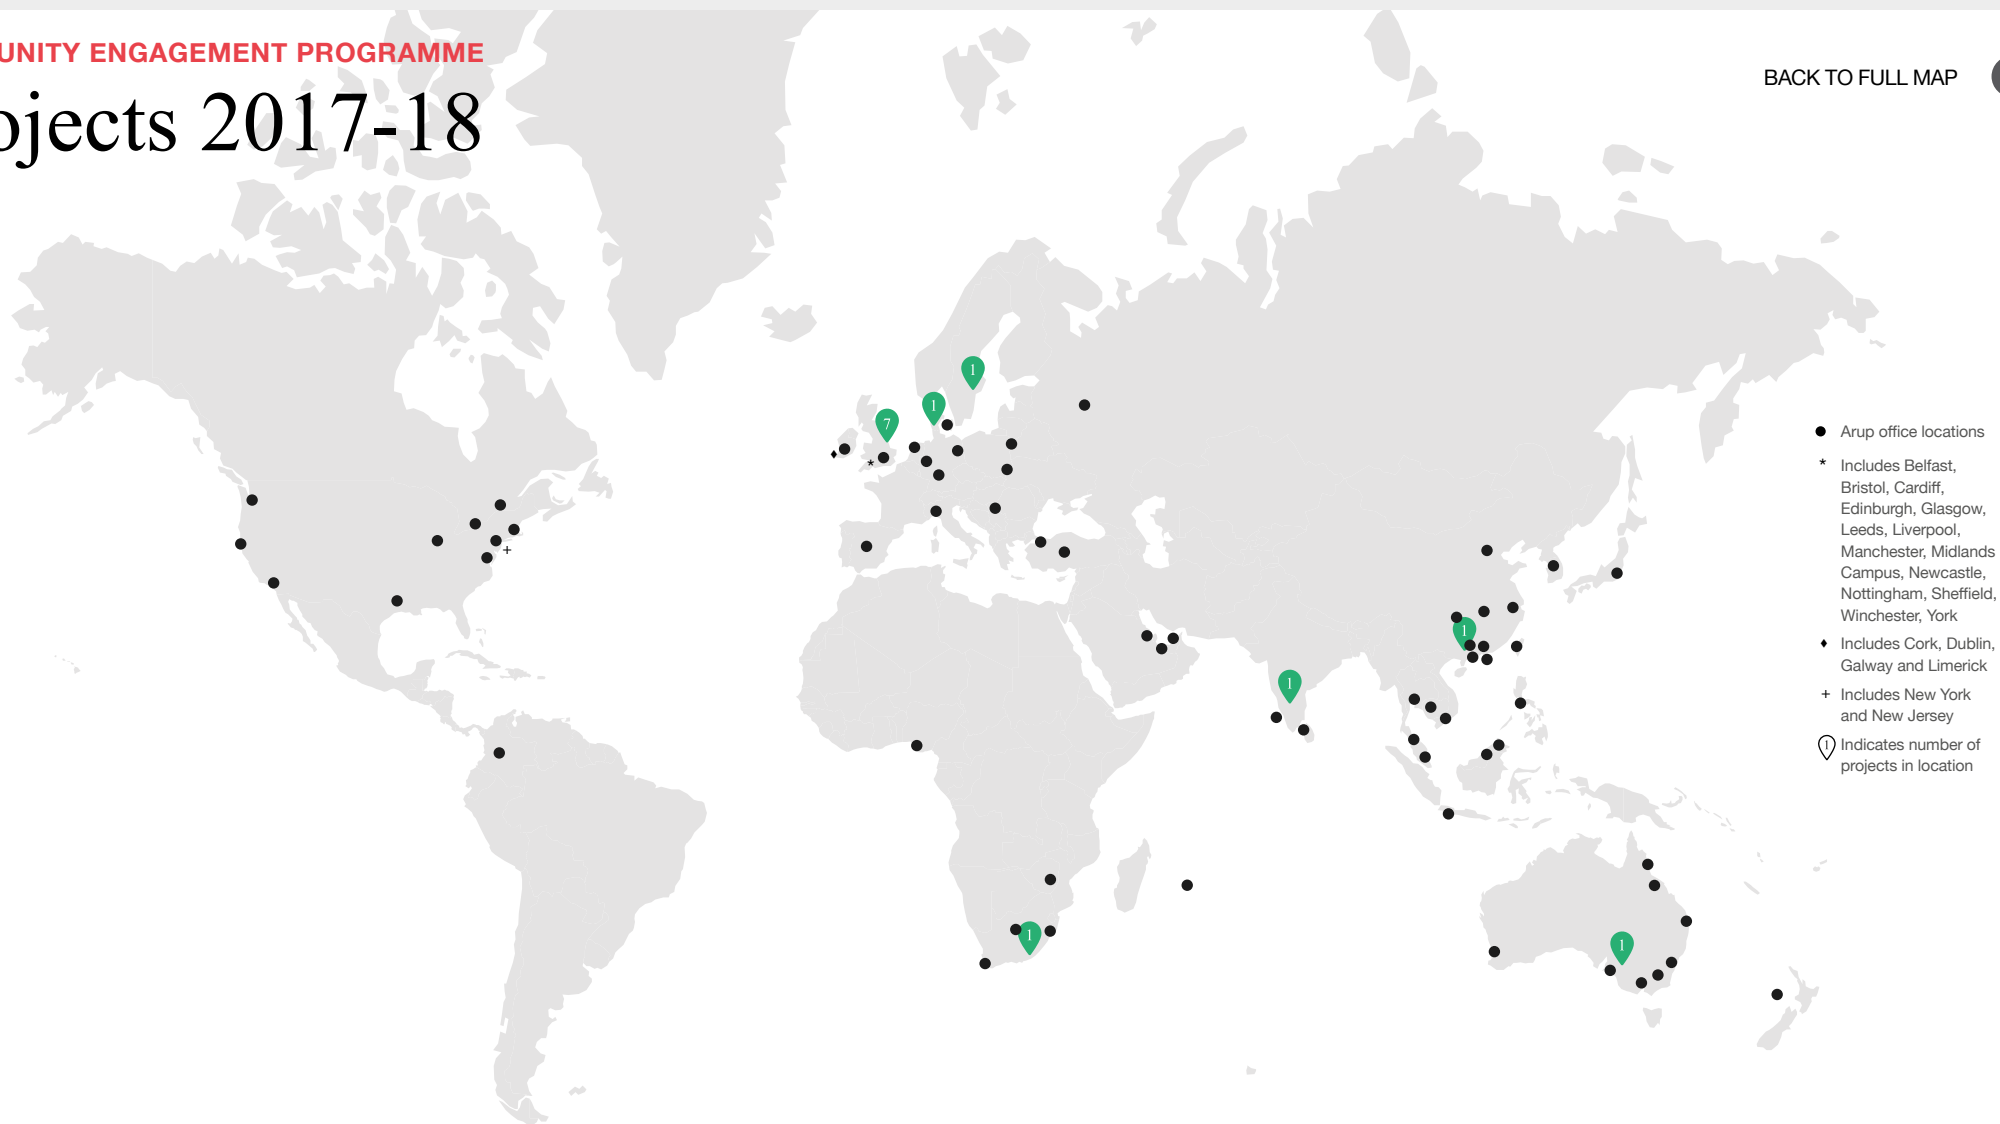 UNITY ENGAGEMENT PROGRAMME
ojects 2017-18
BACK TO FULL MAP
1
1
7
1
1
1
1
● Arup office locations
* Includes Belfast,
Bristol, Cardiff,
Edinburgh, Glasgow,
Leeds, Liverpool,
Manchester, Midlands
Campus, Newcastle,
Nottingham, Sheffield,
Winchester, York
♦ Includes Cork, Dublin,
Galway and Limerick
+ Includes New York
and New Jersey
1 Indicates number of
projects in location